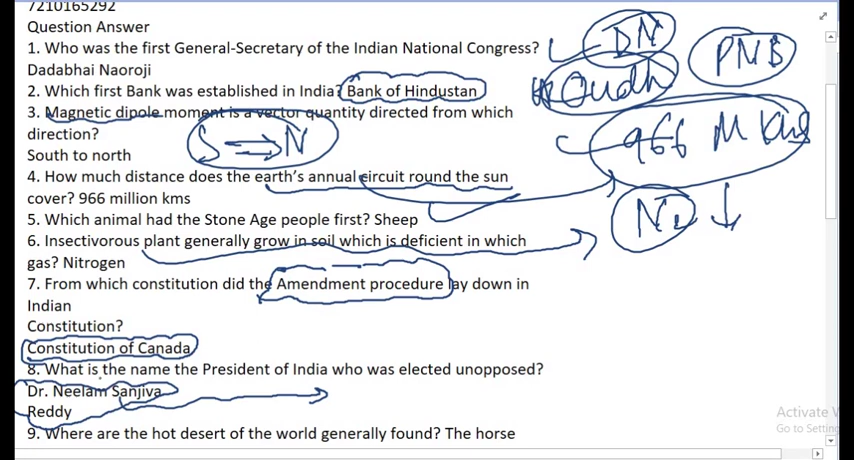 7210165292
Question Answer
1. Who was the first General-Secretary of the Indian National Congress?
Dadabhai Naoroji
2. Which first Bank was established in India? Bank of Hindustan
3. Magnetic dipole moment is a vector quantity directed from which
direction?
South to north
4. How much distance does the earth's annual circuit round the sun
cover? 966 million kms
5. Which animal had the Stone Age people first? Sheep
6. Insectivorous plant generally grow in soil which is deficient in which
gas? Nitrogen
7. From which constitution did the Amendment procedure lay down in
Indian
Constitution?
Constitution of Canada
8. What is the name the President of India who was elected unopposed?
Dr. Neelam Sanjiva
Reddy
9. Where are the hot desert of the world generally found? The horse
DN
PNB
Oudh
966 M Kms
S ⇒ N
N2 ↓
Activate
Go to Settin